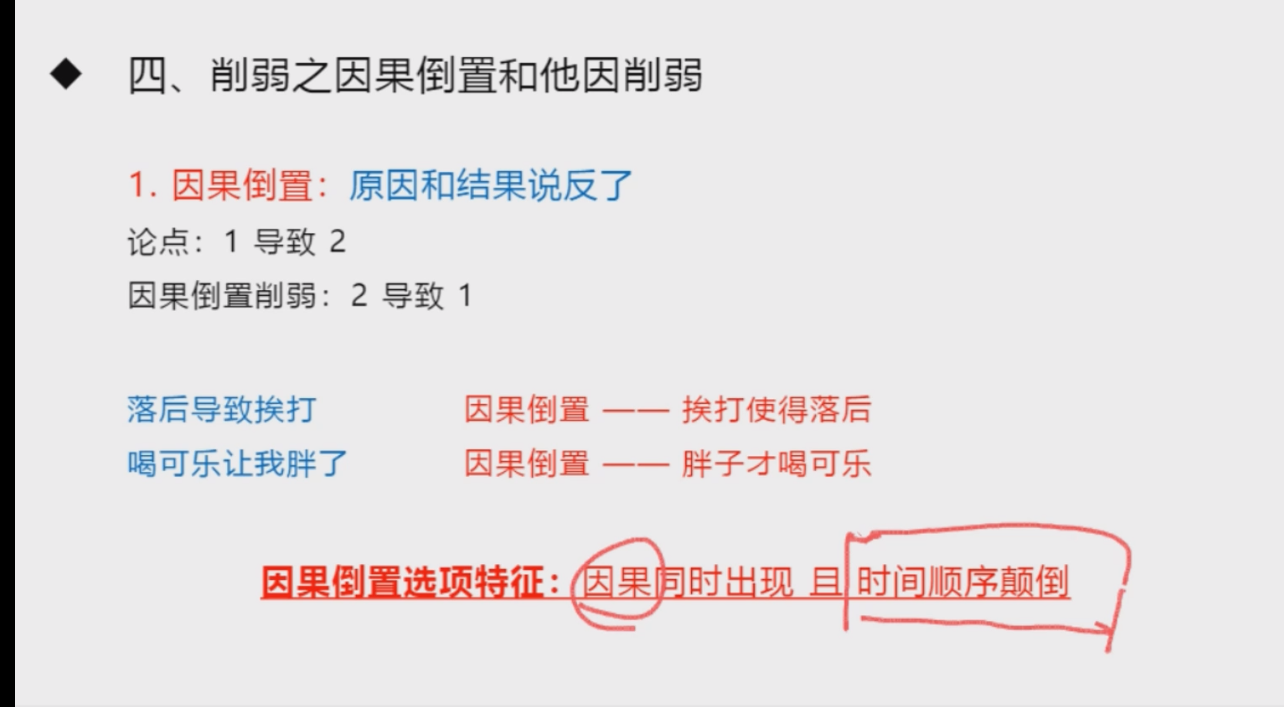 ◆ 四、削弱之因果倒置和他因削弱
1. 因果倒置：原因和结果说反了
论点：1 导致 2
因果倒置削弱：2 导致 1
落后导致挨打 因果倒置 —— 挨打使得落后
喝可乐让我胖了 因果倒置 —— 胖子才喝可乐
因果倒置选项特征：因果同时出现 且 时间顺序颠倒